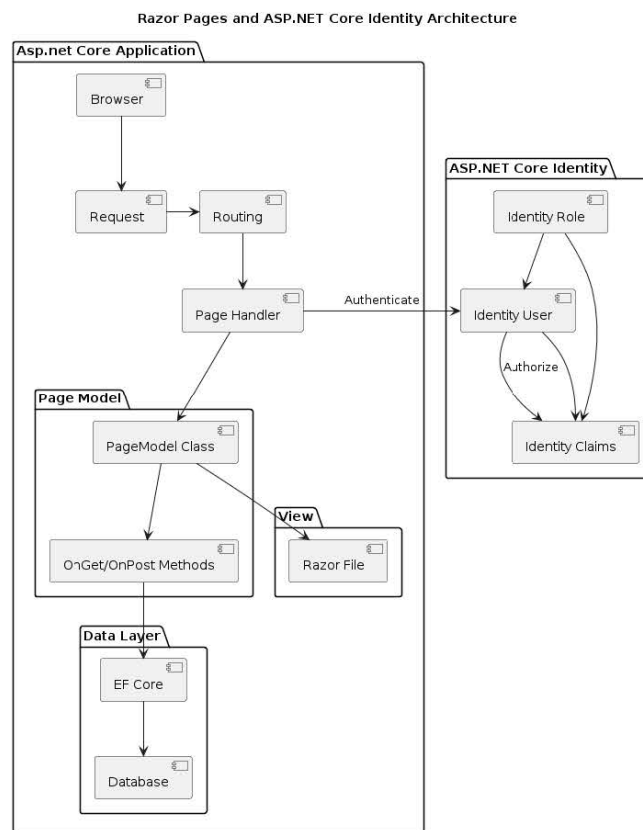 Razor Pages and ASP.NET Core Identity Architecture
Asp.net Core Application
Browser
ASP.NET Core Identity
Request
Routing
Identity Role
Page Handler
Authenticate
Identity User
Authorize
Page Model
PageModel Class
Identity Claims
View
OnGet/OnPost Methods
Razor File
Data Layer
EF Core
Database